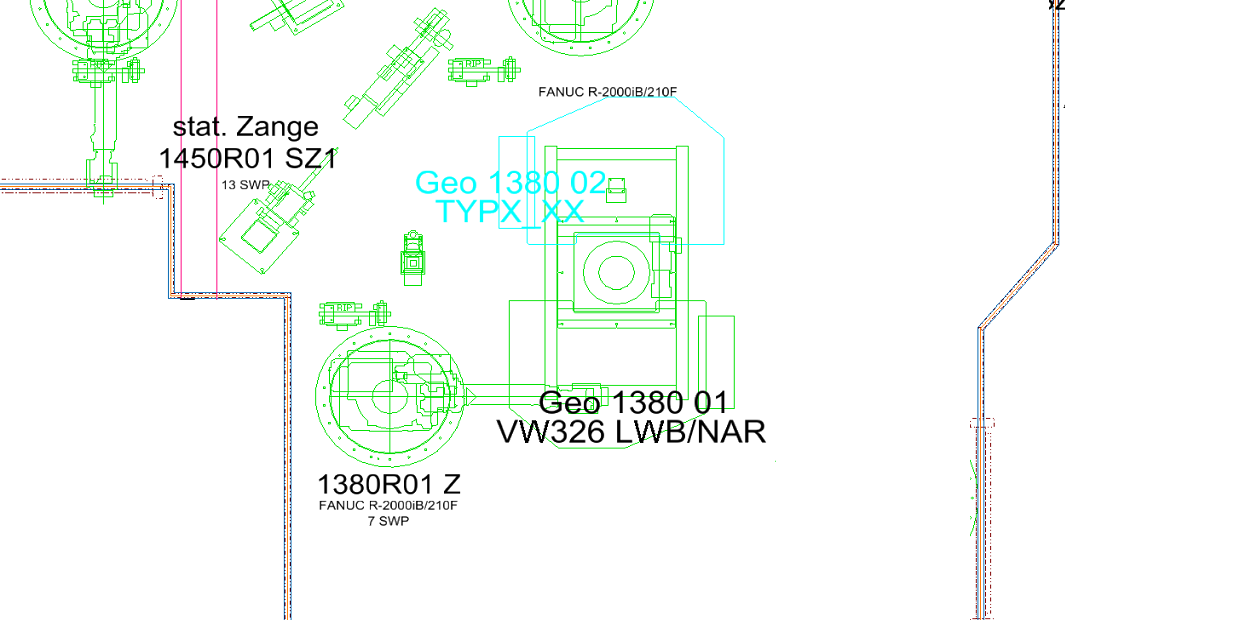 FANUC R-2000iB/210F
stat. Zange
1450R01 SZ1
13 SWP
Geo 1380 02
TYPX_XX
Geo 1380 01
VW326 LWB/NAR
1380R01 Z
FANUC R-2000iB/210F
7 SWP